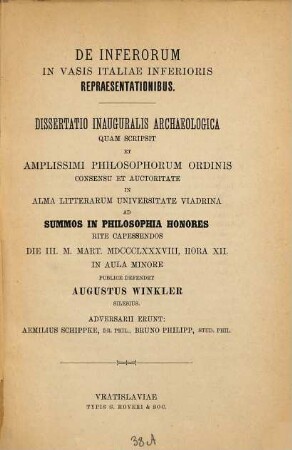 DE INFERORUM
IN VASIS ITALIAE INFERIORIS
REPRAESENTATIONIBUS.
DISSERTATIO INAUGURALIS ARCHAEOLOGICA
QUAM SCRIPSIT
ET
AMPLISSIMI PHILOSOPHORUM ORDINIS
CONSENSU ET AUCTORITATE
IN
ALMA LITTERARUM UNIVERSITATE VIADRINA
AD
SUMMOS IN PHILOSOPHIA HONORES
RITE CAPESSENDOS
DIE III. M. MART. MDCCCLXXXVIII, HORA XII.
IN AULA MINORE
PUBLICE DEFENDET
AUGUSTUS WINKLER
SILESIUS.
ADVERSARII ERUNT:
AEMILIUS SCHIPPKE, DR. PHIL., BRUNO PHILIPP, STUD. PHIL.
VRATISLAVIAE
TYPIS S. ROYERI & SOC.
38 A